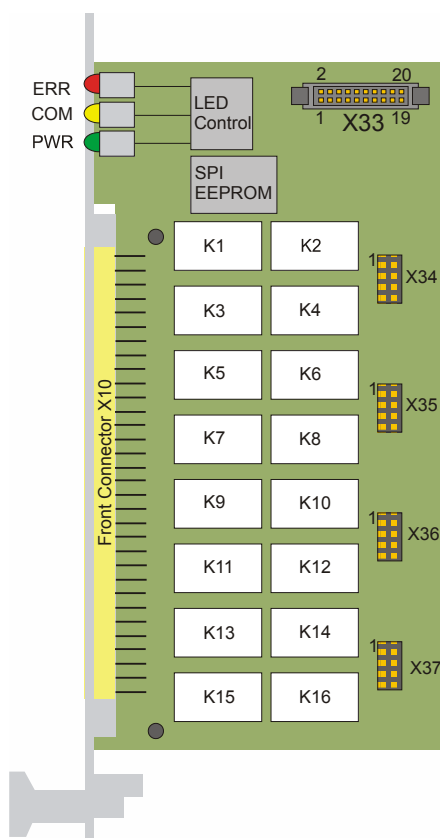 ERR
COM
PWR
LED
Control
SPI
EEPROM
2 20
1 19
X33
K1 K2
1
X34
K3 K4
K5 K6
1
X35
K7 K8
Front Connector X10
K9 K10
1
X36
K11 K12
K13 K14
1
X37
K15 K16